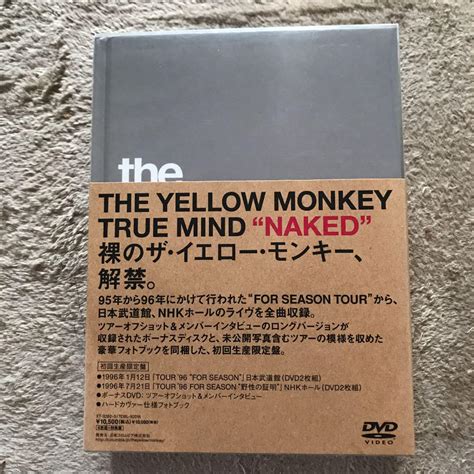 the
THE YELLOW MONKEY
TRUE MIND “NAKED”
裸のザ・イエロー・モンキー、
解禁。
95年から96年にかけて行われた“FOR SEASON TOUR”から、
日本武道館、NHKホールのライヴを全曲収録。
ツアーオフショット＆メンバーインタビューのロングバージョンが
収録されたボーナスディスクと、未公開写真含むツアーの模様を収めた
豪華フォトブックを同梱した、初回生産限定盤。
初回生産限定盤
●1996年1月12日「TOUR '96 "FOR SEASON"」日本武道館（DVD2枚組）
●1996年7月21日「TOUR '96 FOR SEASON "野性の証明"」NHKホール（DVD2枚組）
●ボーナスDVD：ツアーオフショット＆メンバーインタビュー
●ハードカヴァー仕様フォトブック
DVD
VIDEO